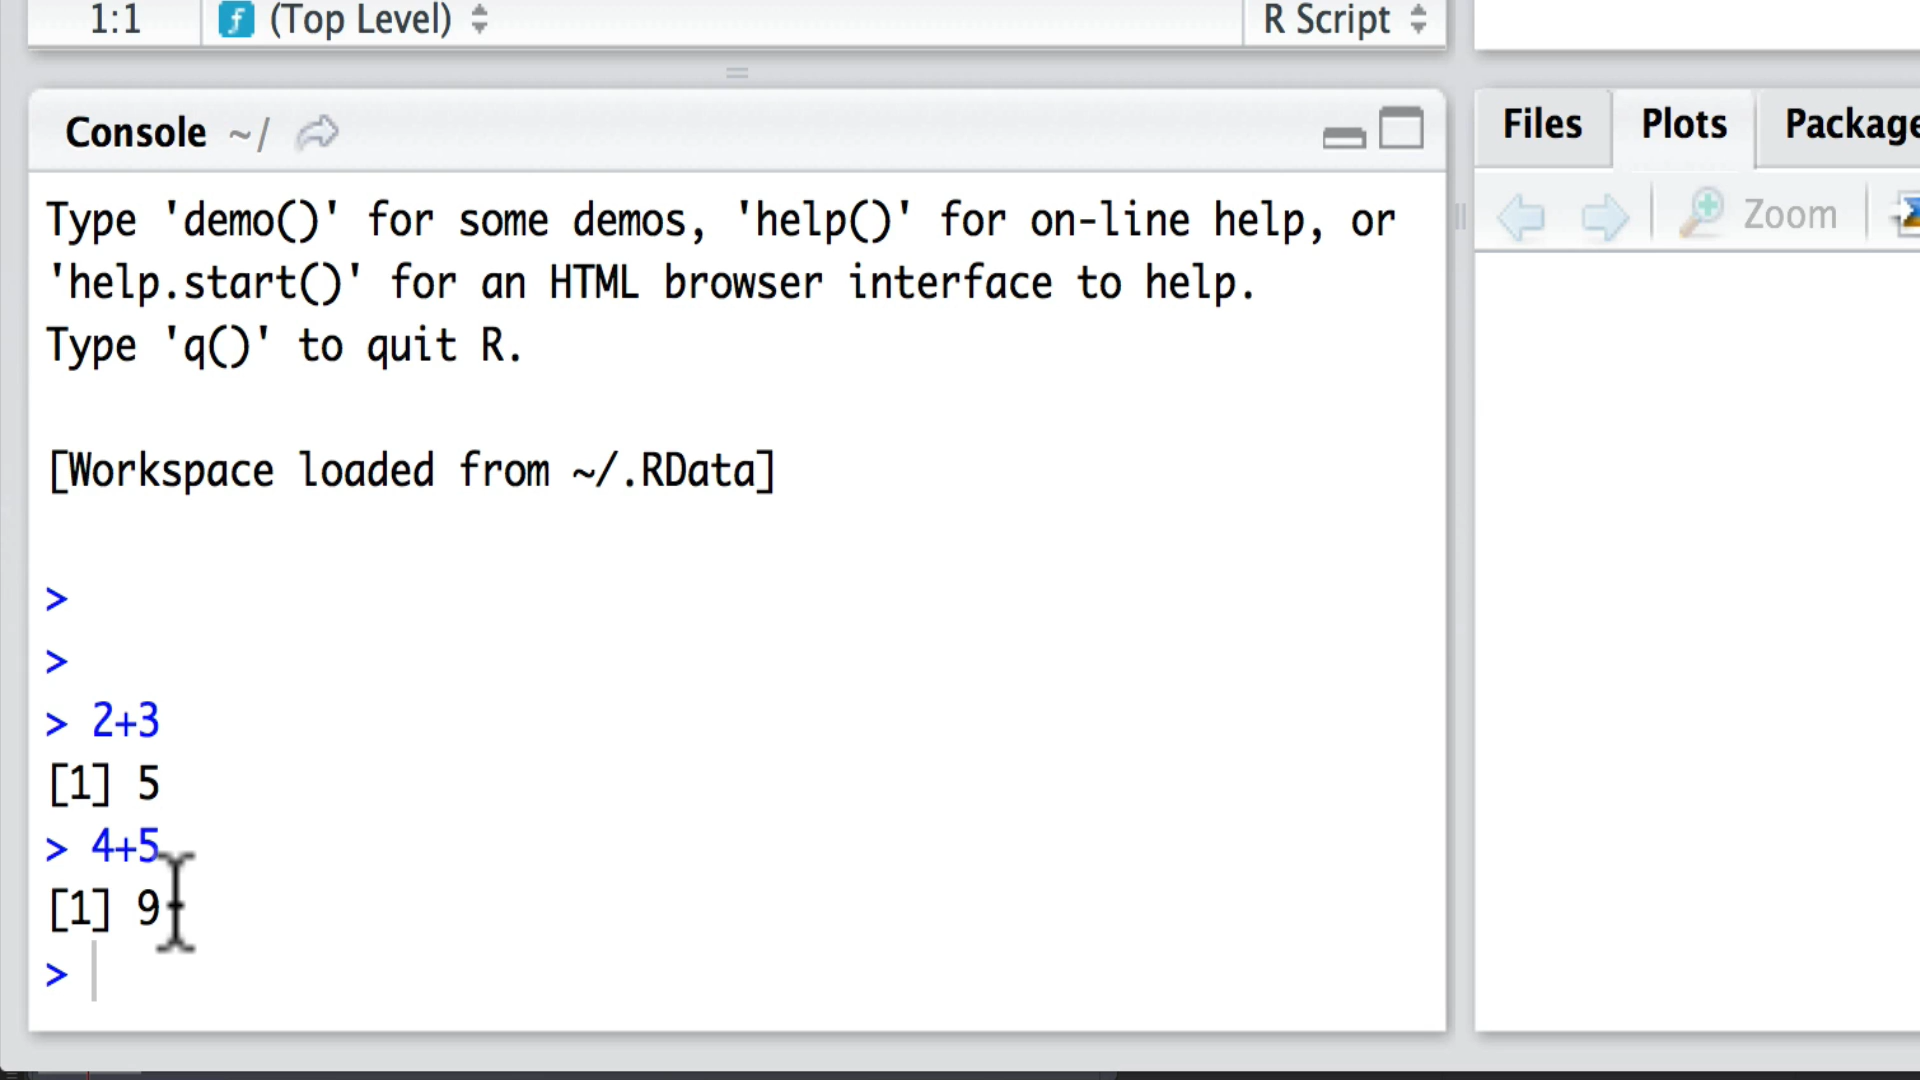 1:1 (Top Level) R Script
Console ~/
Files Plots Package
Zoom
Type 'demo()' for some demos, 'help()' for on-line help, or
'help.start()' for an HTML browser interface to help.
Type 'q()' to quit R.
[Workspace loaded from ~/.RData]
>
>
> 2+3
[1] 5
> 4+5
[1] 9
>